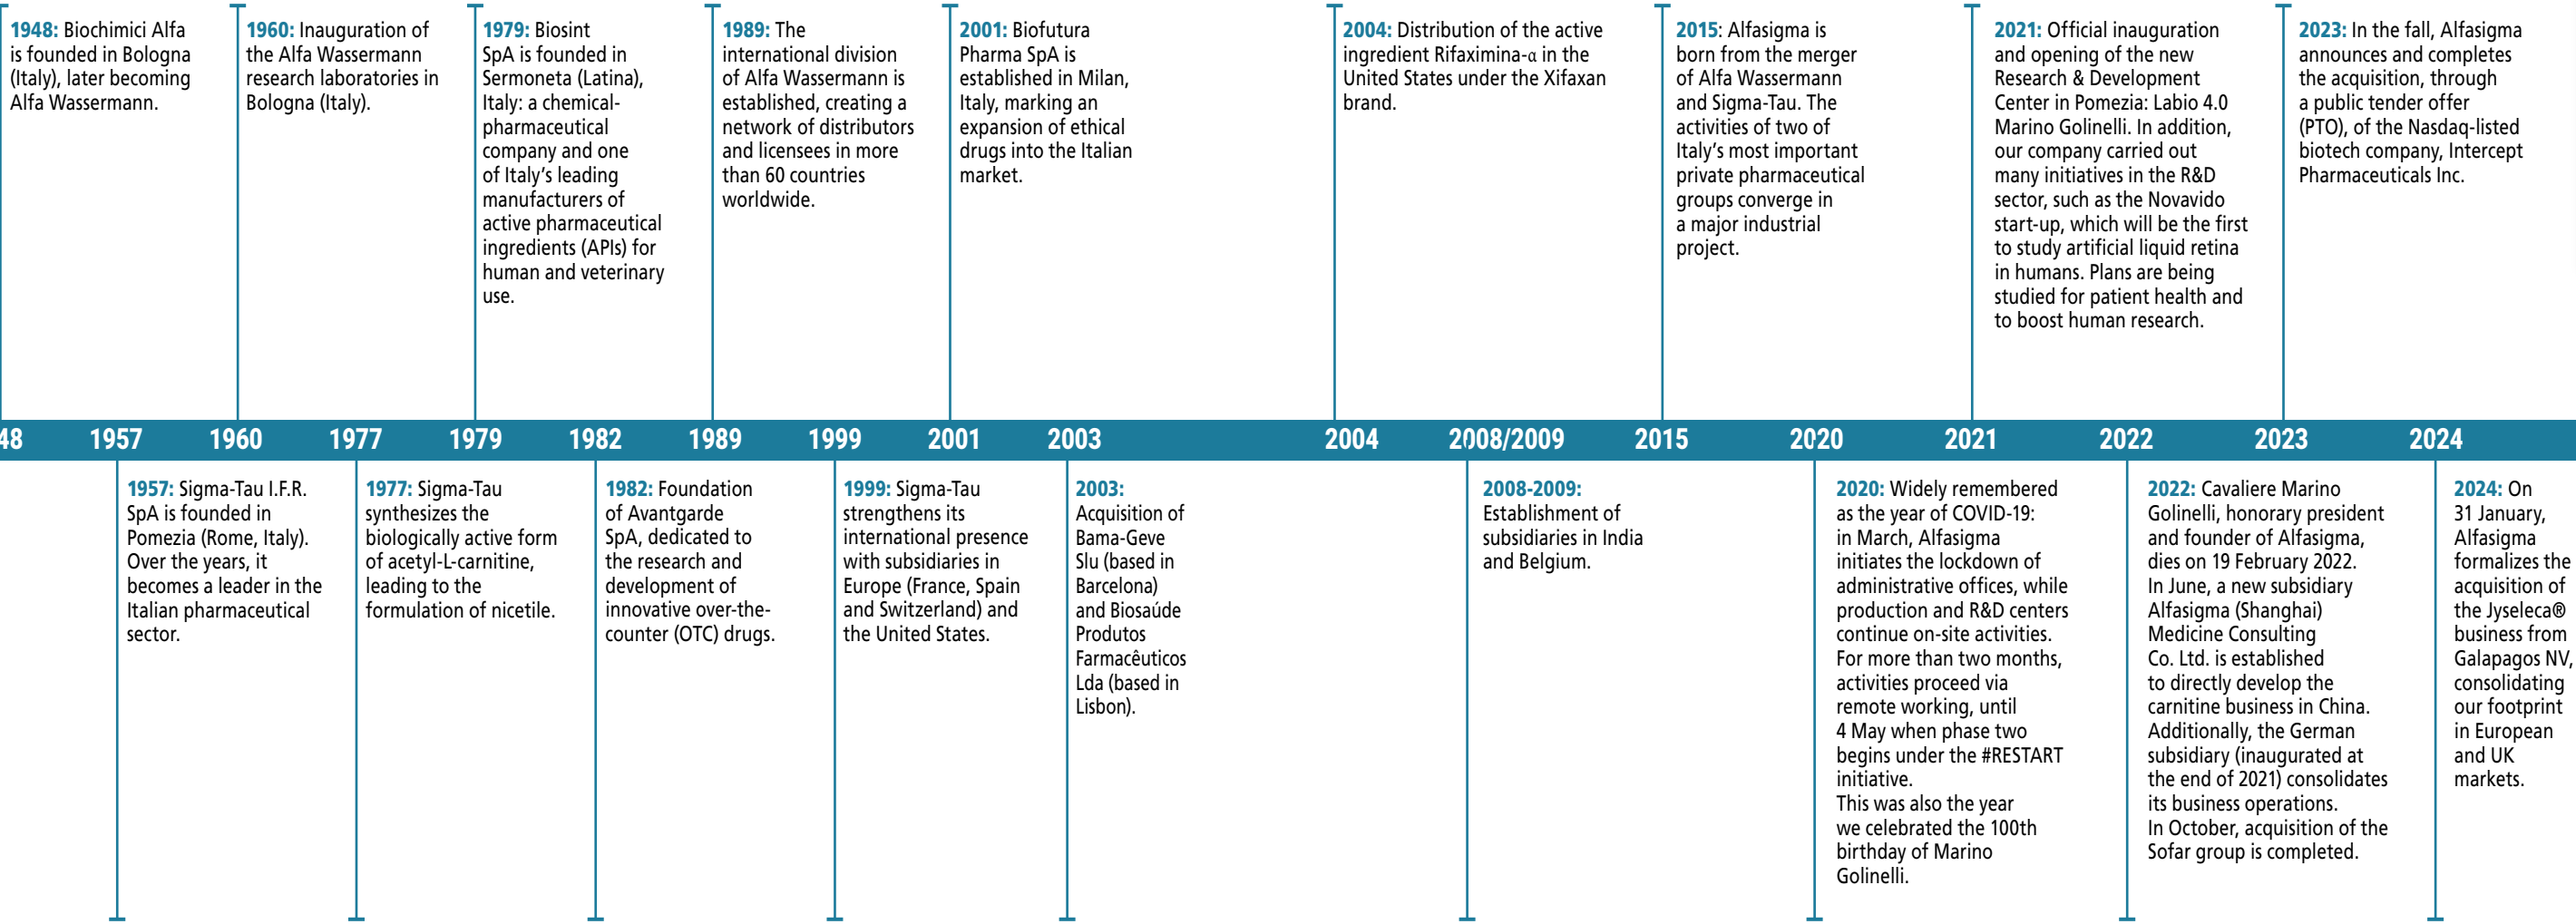 1948: Biochimici Alfa
is founded in Bologna
(Italy), later becoming
Alfa Wassermann.
1960: Inauguration of
the Alfa Wassermann
research laboratories in
Bologna (Italy).
1979: Biosint
SpA is founded in
Sermoneta (Latina),
Italy: a chemical-
pharmaceutical
company and one
of Italy's leading
manufacturers of
active pharmaceutical
ingredients (APIs) for
human and veterinary
use.
1989: The
international division
of Alfa Wassermann is
established, creating a
network of distributors
and licensees in more
than 60 countries
worldwide.
2001: Biofutura
Pharma SpA is
established in Milan,
Italy, marking an
expansion of ethical
drugs into the Italian
market.
2004: Distribution of the active
ingredient Rifaximina-α in the
United States under the Xifaxan
brand.
2015: Alfasigma is
born from the merger
of Alfa Wassermann
and Sigma-Tau. The
activities of two of
Italy's most important
private pharmaceutical
groups converge in
a major industrial
project.
2021: Official inauguration
and opening of the new
Research & Development
Center in Pomezia: Labio 4.0
Marino Golinelli. In addition,
our company carried out
many initiatives in the R&D
sector, such as the Novavido
start-up, which will be the first
to study artificial liquid retina
in humans. Plans are being
studied for patient health and
to boost human research.
2023: In the fall, Alfasigma
announces and completes
the acquisition, through
a public tender offer
(PTO), of the Nasdaq-listed
biotech company, Intercept
Pharmaceuticals Inc.
48 1957 1960 1977 1979 1982 1989 1999 2001 2003 2004 2008/2009 2015 2020 2021 2022 2023 2024
1957: Sigma-Tau I.F.R.
SpA is founded in
Pomezia (Rome, Italy).
Over the years, it
becomes a leader in the
Italian pharmaceutical
sector.
1977: Sigma-Tau
synthesizes the
biologically active form
of acetyl-L-carnitine,
leading to the
formulation of nicetile.
1982: Foundation
of Avantgarde
SpA, dedicated to
the research and
development of
innovative over-the-
counter (OTC) drugs.
1999: Sigma-Tau
strengthens its
international presence
with subsidiaries in
Europe (France, Spain
and Switzerland) and
the United States.
2003:
Acquisition of
Bama-Geve
Slu (based in
Barcelona)
and Biosaúde
Produtos
Farmacêuticos
Lda (based in
Lisbon).
2008-2009:
Establishment of
subsidiaries in India
and Belgium.
2020: Widely remembered
as the year of COVID-19:
in March, Alfasigma
initiates the lockdown of
administrative offices, while
production and R&D centers
continue on-site activities.
For more than two months,
activities proceed via
remote working, until
4 May when phase two
begins under the #RESTART
initiative.
This was also the year
we celebrated the 100th
birthday of Marino
Golinelli.
2022: Cavaliere Marino
Golinelli, honorary president
and founder of Alfasigma,
dies on 19 February 2022.
In June, a new subsidiary
Alfasigma (Shanghai)
Medicine Consulting
Co. Ltd. is established
to directly develop the
carnitine business in China.
Additionally, the German
subsidiary (inaugurated at
the end of 2021) consolidates
its business operations.
In October, acquisition of the
Sofar group is completed.
2024: On
31 January,
Alfasigma
formalizes the
acquisition of
the Jyseleca®
business from
Galapagos NV,
consolidating
our footprint
in European
and UK
markets.